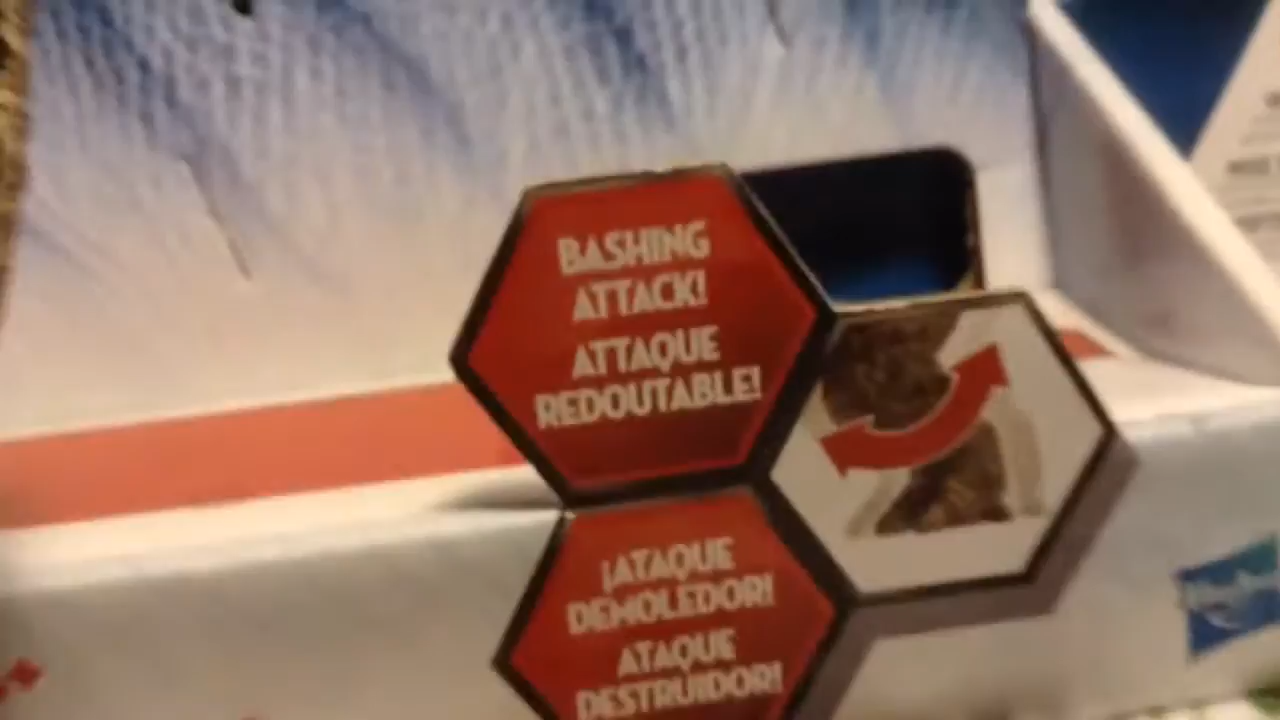 BASHING
ATTACK!
ATTAQUE
REDOUTABLE!
¡ATAQUE
DEMOLEDOR!
ATAQUE
DESTRUIDOR!